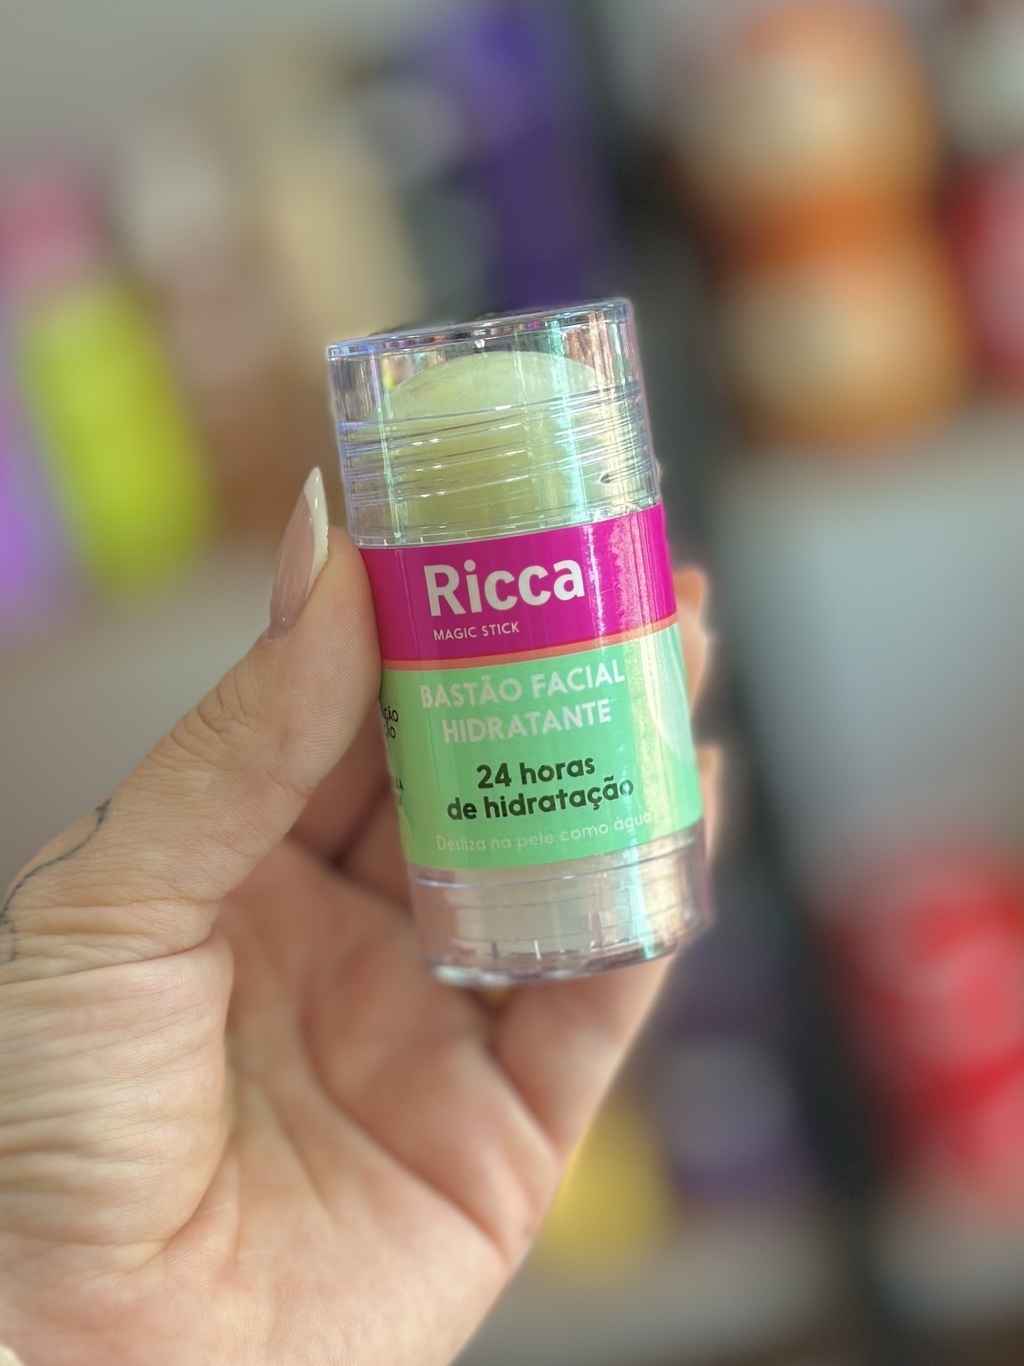 Ricca
MAGIC STICK
BASTÃO FACIAL
HIDRATANTE
24 horas
de hidratação
Desliza na pele como água